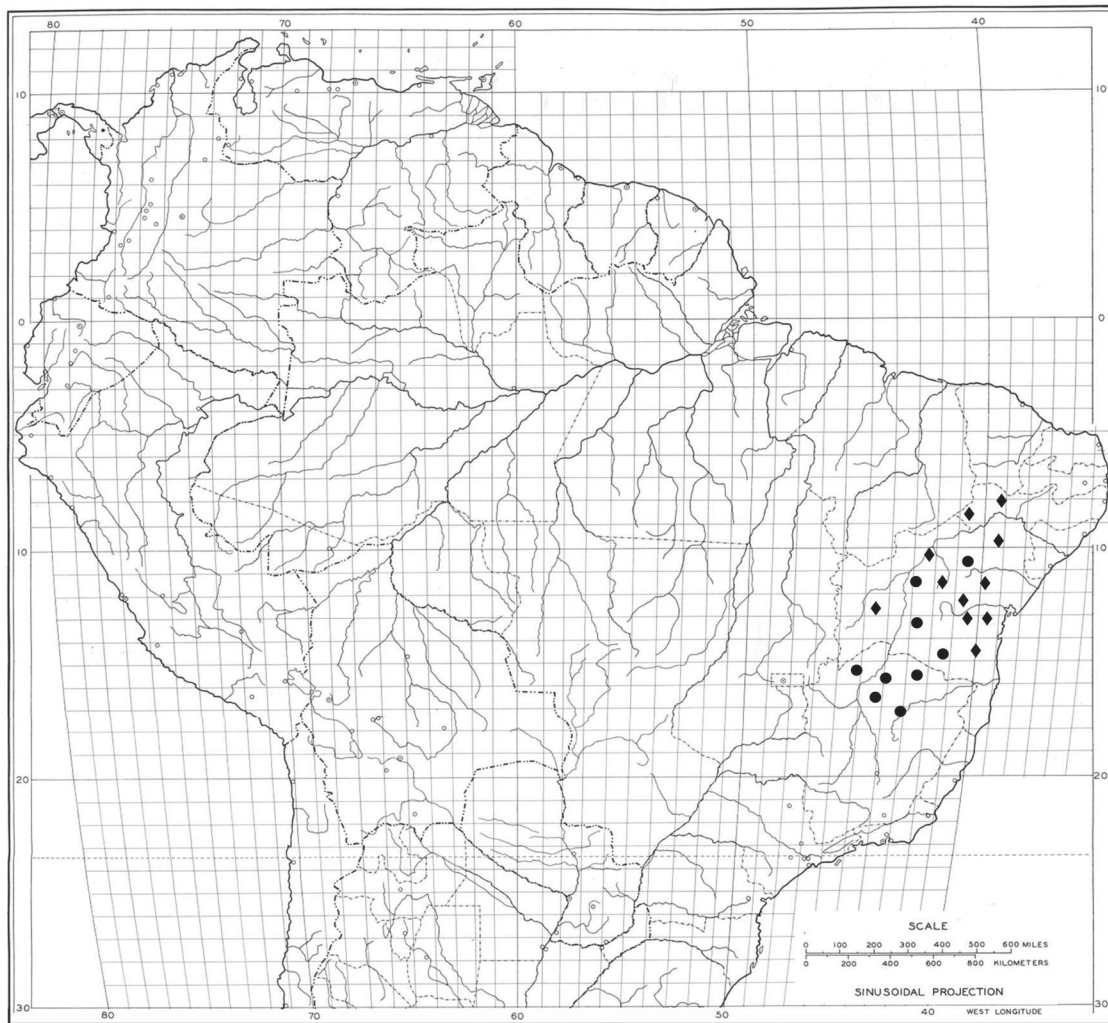 80 70 60 50 40
10 10
0 0
10 10
20 20
SCALE
0 100 200 300 400 500 600 MILES
0 200 400 600 800 KILOMETERS
SINUSOIDAL PROJECTION
30 30
80 70 60 50 40 WEST LONGITUDE